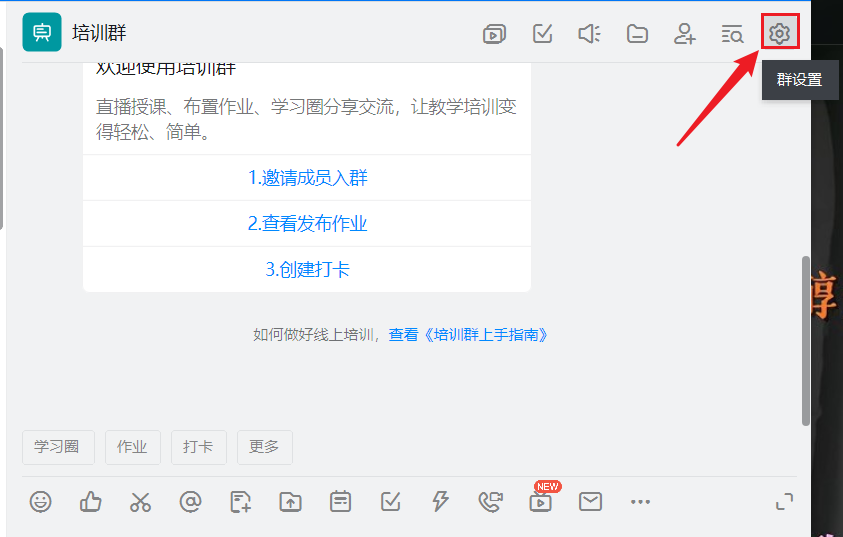 培训群
群设置
欢迎使用培训群
直播授课、布置作业、学习圈分享交流，让教学培训变
得轻松、简单。
1.邀请成员入群
2.查看发布作业
3.创建打卡
如何做好线上培训，查看《培训群上手指南》
学习圈 作业 打卡 更多
NEW